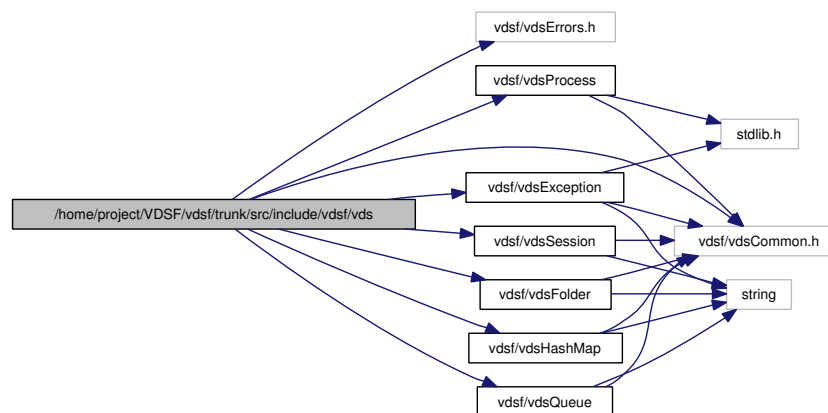 vdsf/vdsErrors.h
vdsf/vdsProcess
stdlib.h
vdsf/vdsException
/home/project/VDSF/vdsf/trunk/src/include/vdsf/vds
vdsf/vdsSession
vdsf/vdsCommon.h
vdsf/vdsFolder
string
vdsf/vdsHashMap
vdsf/vdsQueue